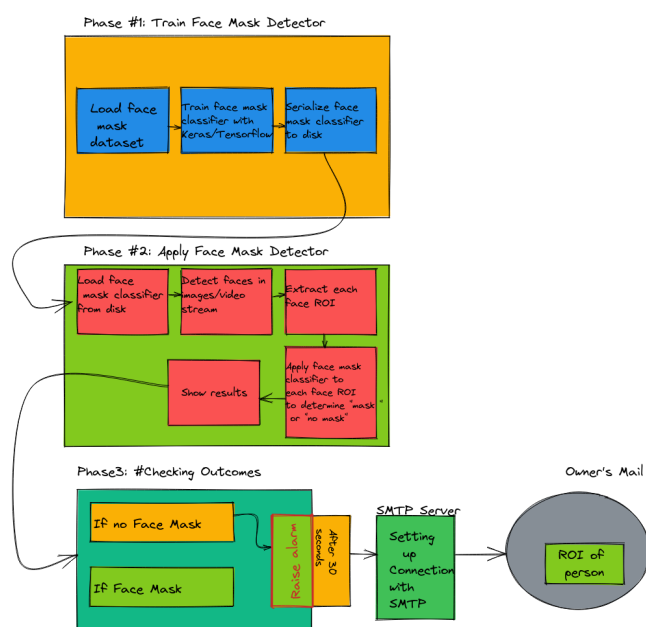 Phase #1: Train Face Mask Detector
Load face
mask
dataset
Train face mask
classifier with
Keras/Tensorflow
Serialize face
mask classifier
to disk
Phase #2: Apply Face Mask Detector
Load face
mask classifier
from disk
Detect faces in
images/video
stream
Extract each
face ROI
Apply face mask
classifier to
each face ROI
to determine "mask "
or "no mask"
Show results
Phase3: #Checking Outcomes
If no Face Mask
If Face Mask
Raise alarm
After 30
seconds
SMTP Server
Setting
up
Connection
with
SMTP
Owner's Mail
ROI of
person